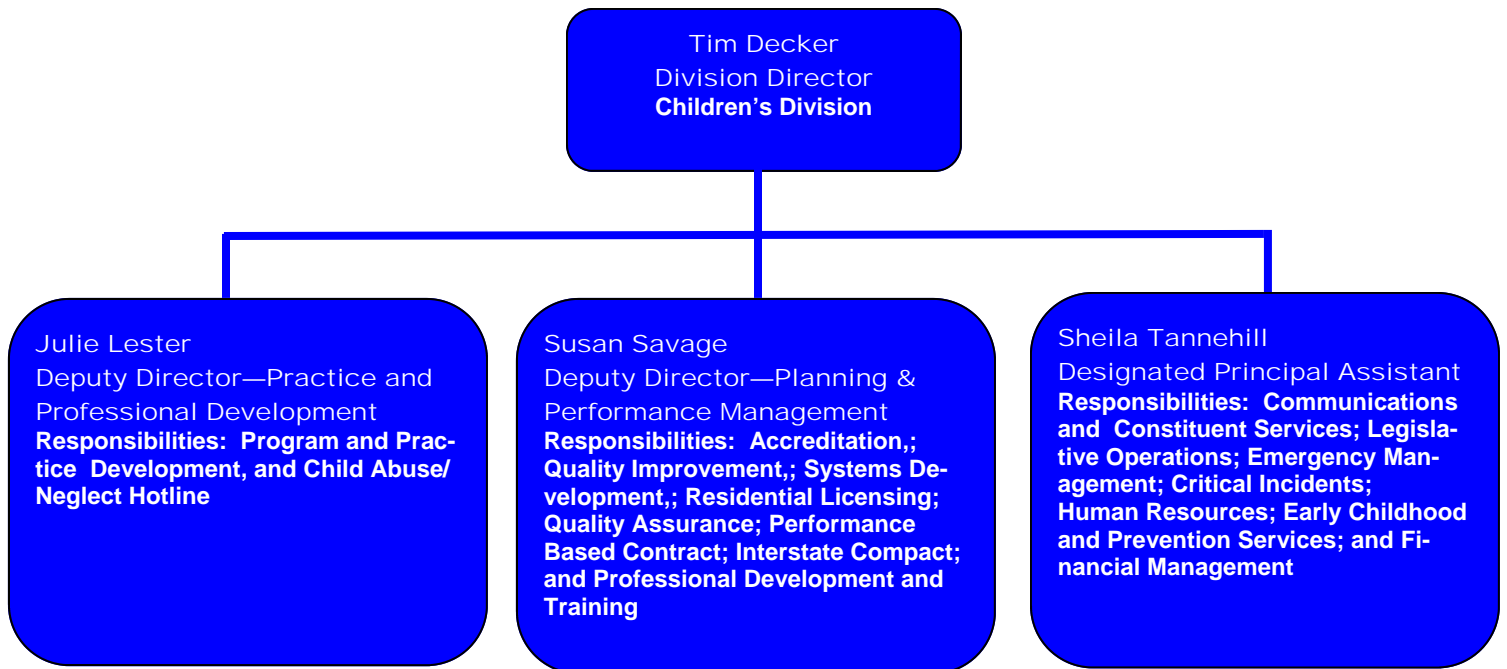 Tim Decker
Division Director
Children’s Division
Julie Lester
Deputy Director—Practice and
Professional Development
Responsibilities:  Program and Prac-
tice  Development, and Child Abuse/
Neglect Hotline
Susan Savage
Deputy Director—Planning &
Performance Management
Responsibilities:  Accreditation,;
Quality Improvement,; Systems De-
velopment,; Residential Licensing;
Quality Assurance; Performance
Based Contract; Interstate Compact;
and Professional Development and
Training
Sheila Tannehill
Designated Principal Assistant
Responsibilities:  Communications
and  Constituent Services; Legisla-
tive Operations; Emergency Man-
agement; Critical Incidents;
Human Resources; Early Childhood
and Prevention Services; and Fi-
nancial Management